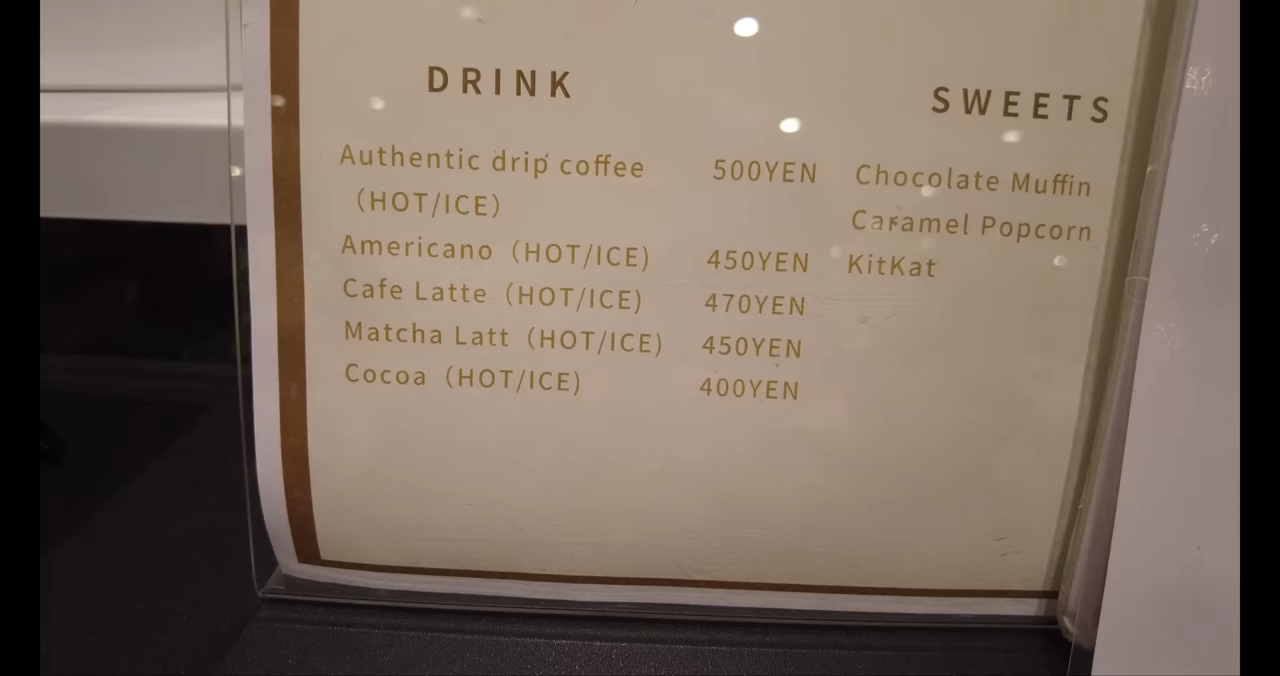 DRINK
Authentic drip coffee 500YEN
（HOT/ICE）
Americano（HOT/ICE） 450YEN
Cafe Latte（HOT/ICE） 470YEN
Matcha Latt（HOT/ICE） 450YEN
Cocoa（HOT/ICE） 400YEN
SWEETS
Chocolate Muffin
Caramel Popcorn
KitKat